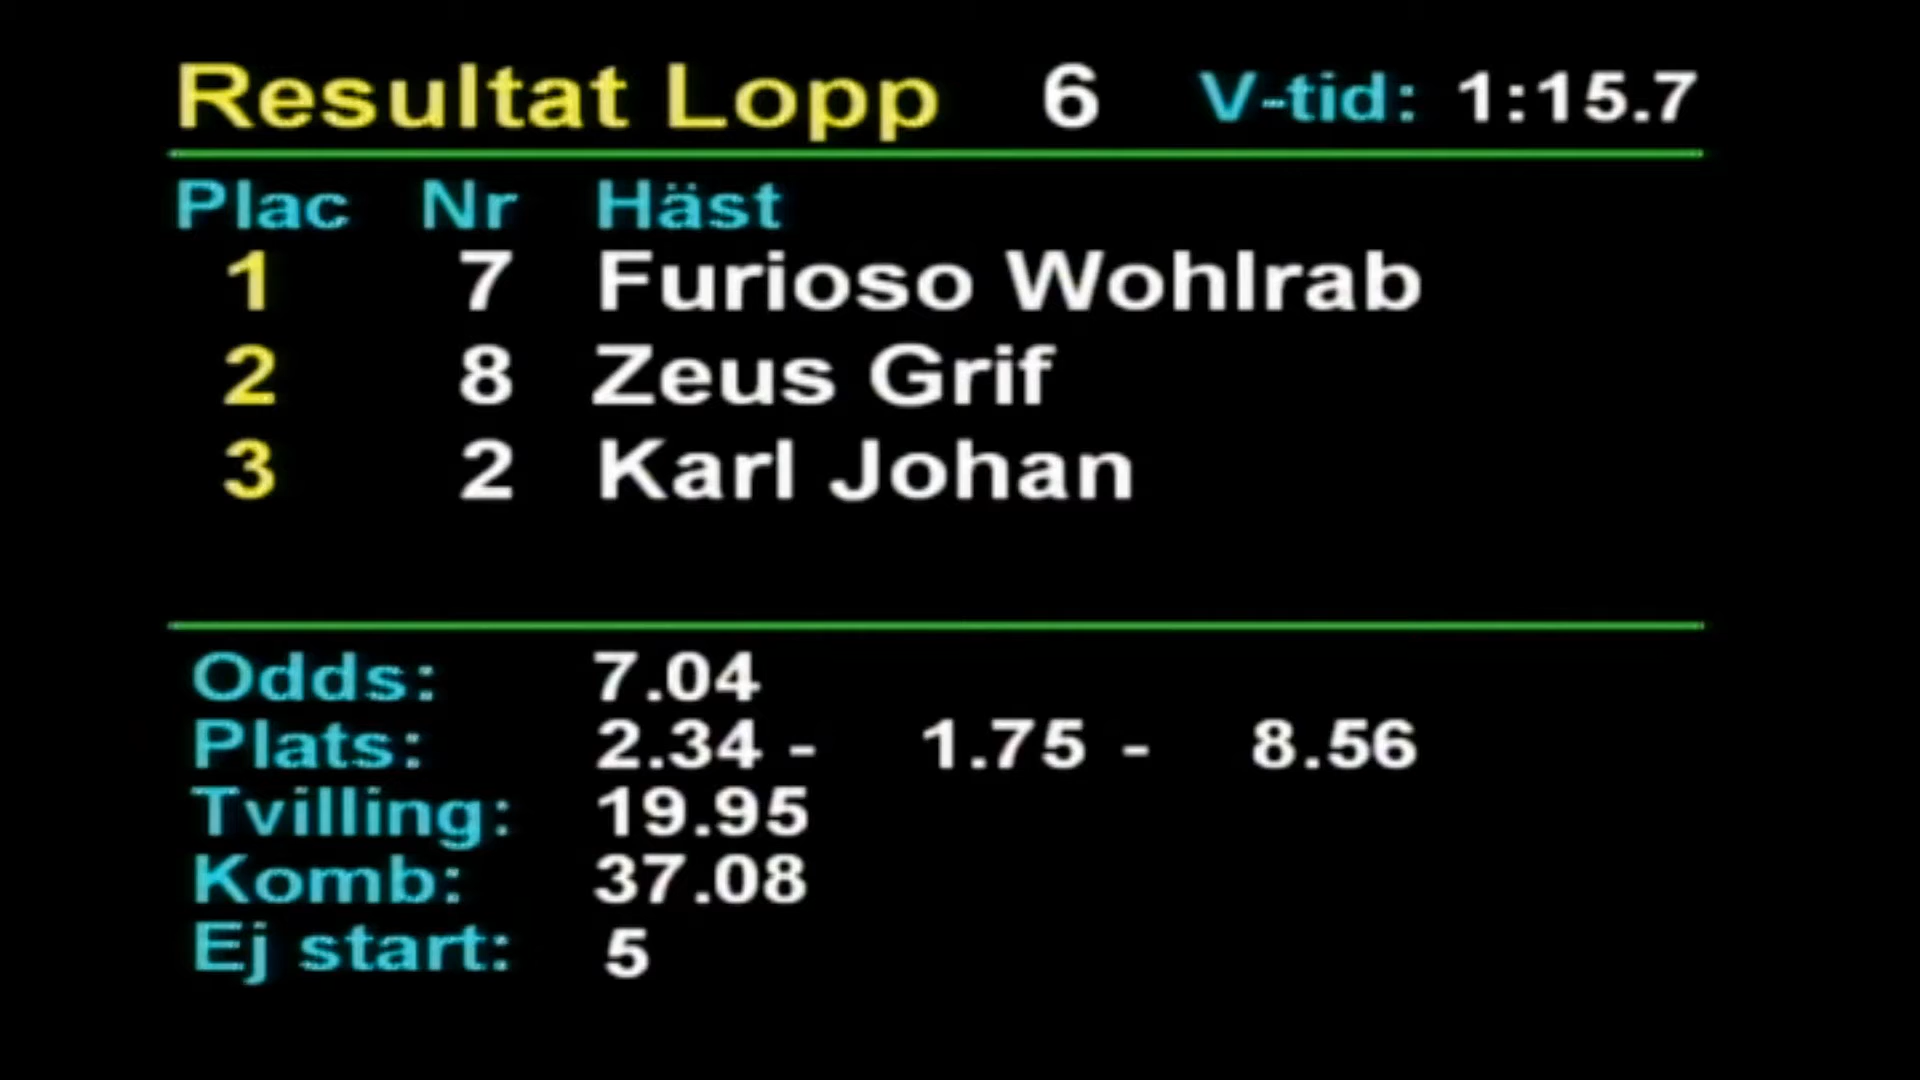 Resultat Lopp 6 V-tid: 1:15.7
Plac Nr Häst
1 7 Furioso Wohlrab
2 8 Zeus Grif
3 2 Karl Johan
Odds: 7.04
Plats: 2.34 - 1.75 - 8.56
Tvilling: 19.95
Komb: 37.08
Ej start: 5